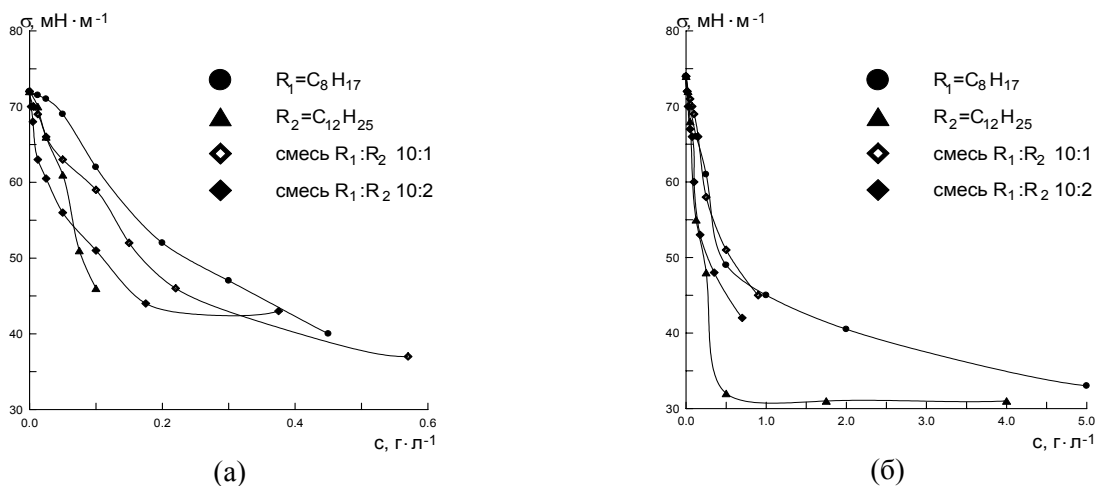 σ, мН·м⁻¹
80
70
60
50
40
30
0.0 0.2 0.4 0.6
c, г·л⁻¹
R₁=C₈H₁₇
R₂=C₁₂H₂₅
смесь R₁:R₂ 10:1
смесь R₁:R₂ 10:2
(а)
σ, мН·м⁻¹
80
70
60
50
40
30
0.0 1.0 2.0 3.0 4.0 5.0
c, г·л⁻¹
R₁=C₈H₁₇
R₂=C₁₂H₂₅
смесь R₁:R₂ 10:1
смесь R₁:R₂ 10:2
(б)